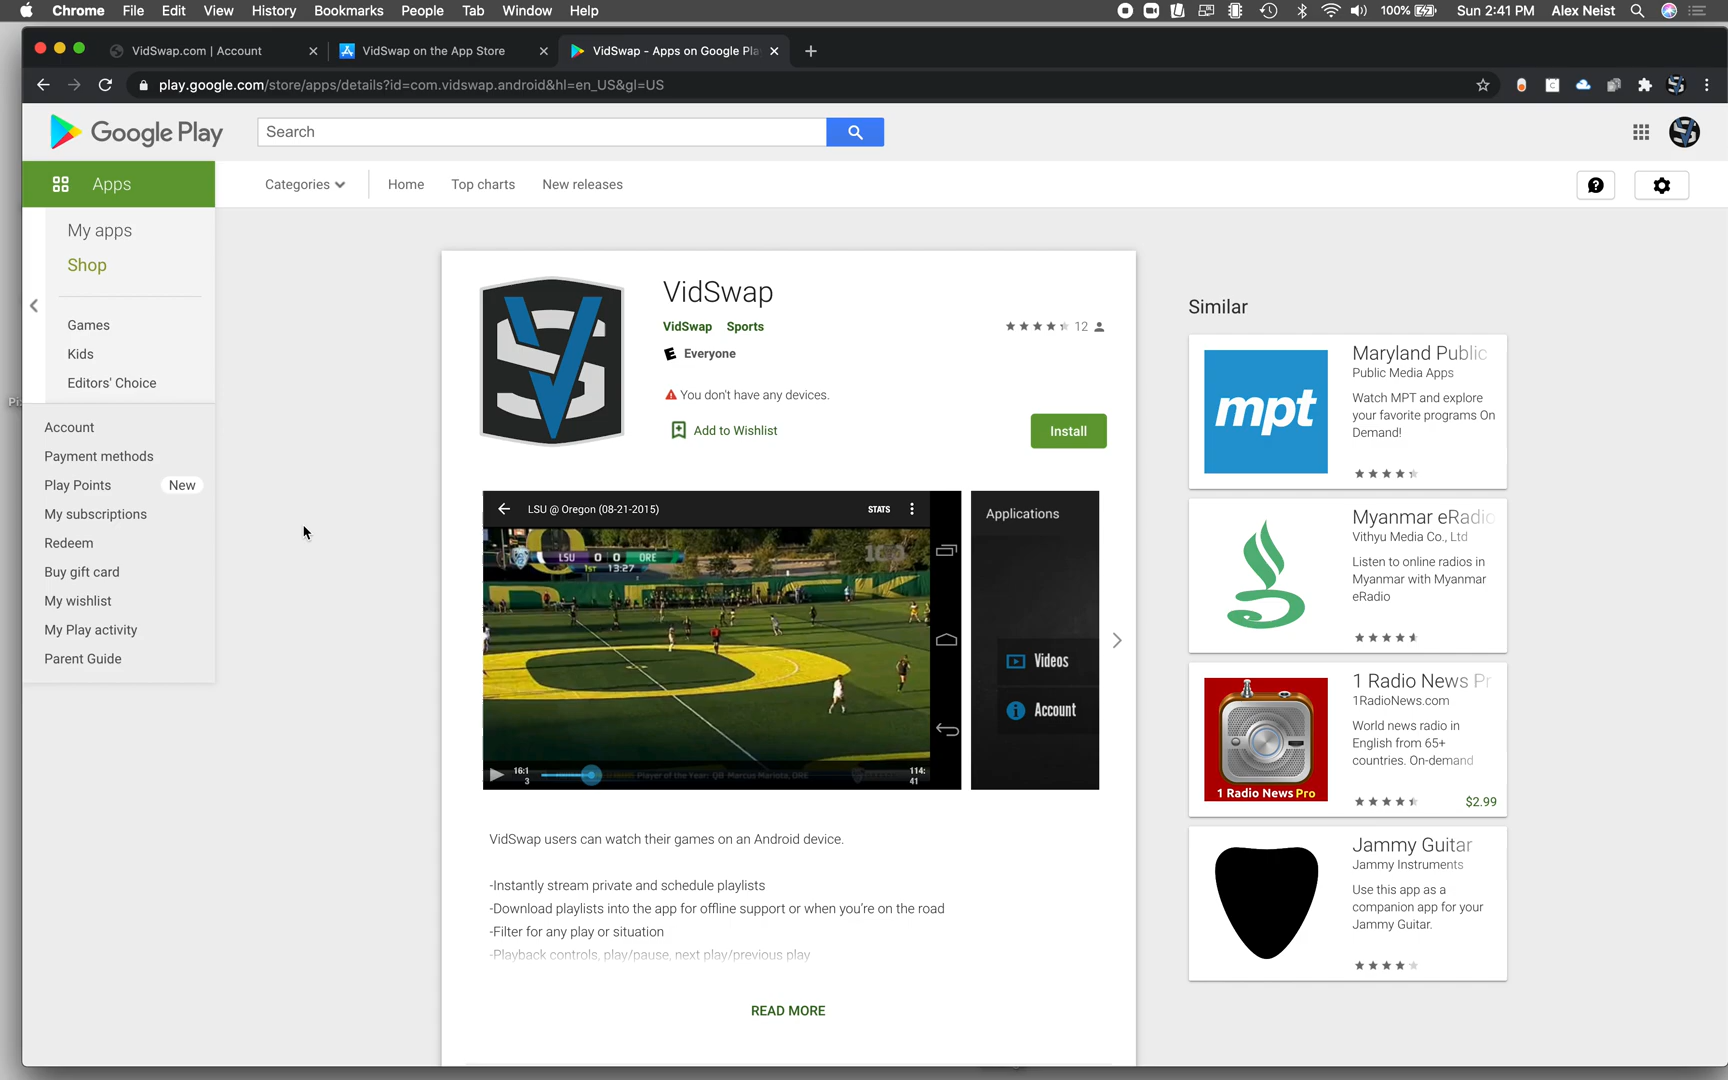 Chrome File Edit View History Bookmarks People Tab Window Help 100% Sun 2:41 PM Alex Neist
VidSwap.com | Account VidSwap on the App Store VidSwap - Apps on Google Pla
play.google.com/store/apps/details?id=com.vidswap.android&hl=en_US&gl=US
Google Play Search
Apps Categories Home Top charts New releases
My apps
Shop
Games
Kids
Editors' Choice
Account
Payment methods
Play Points New
My subscriptions
Redeem
Buy gift card
My wishlist
My Play activity
Parent Guide
VidSwap
VidSwap Sports 12
E Everyone
You don't have any devices.
Add to Wishlist Install
LSU @ Oregon (08-21-2015) STATS
LSU 0 0 ORE
1ST 13:27
16:1
3
114:
41
Applications
Videos
Account
VidSwap users can watch their games on an Android device.
-Instantly stream private and schedule playlists
-Download playlists into the app for offline support or when you're on the road
-Filter for any play or situation
-Playback controls, play/pause, next play/previous play
READ MORE
Similar
mpt
Maryland Public
Public Media Apps
Watch MPT and explore
your favorite programs On
Demand!
Myanmar eRadio
Vithyu Media Co., Ltd
Listen to online radios in
Myanmar with Myanmar
eRadio
1 Radio News Pro
1 Radio News Pr
1RadioNews.com
World news radio in
English from 65+
countries. On-demand
$2.99
Jammy Guitar
Jammy Instruments
Use this app as a
companion app for your
Jammy Guitar.